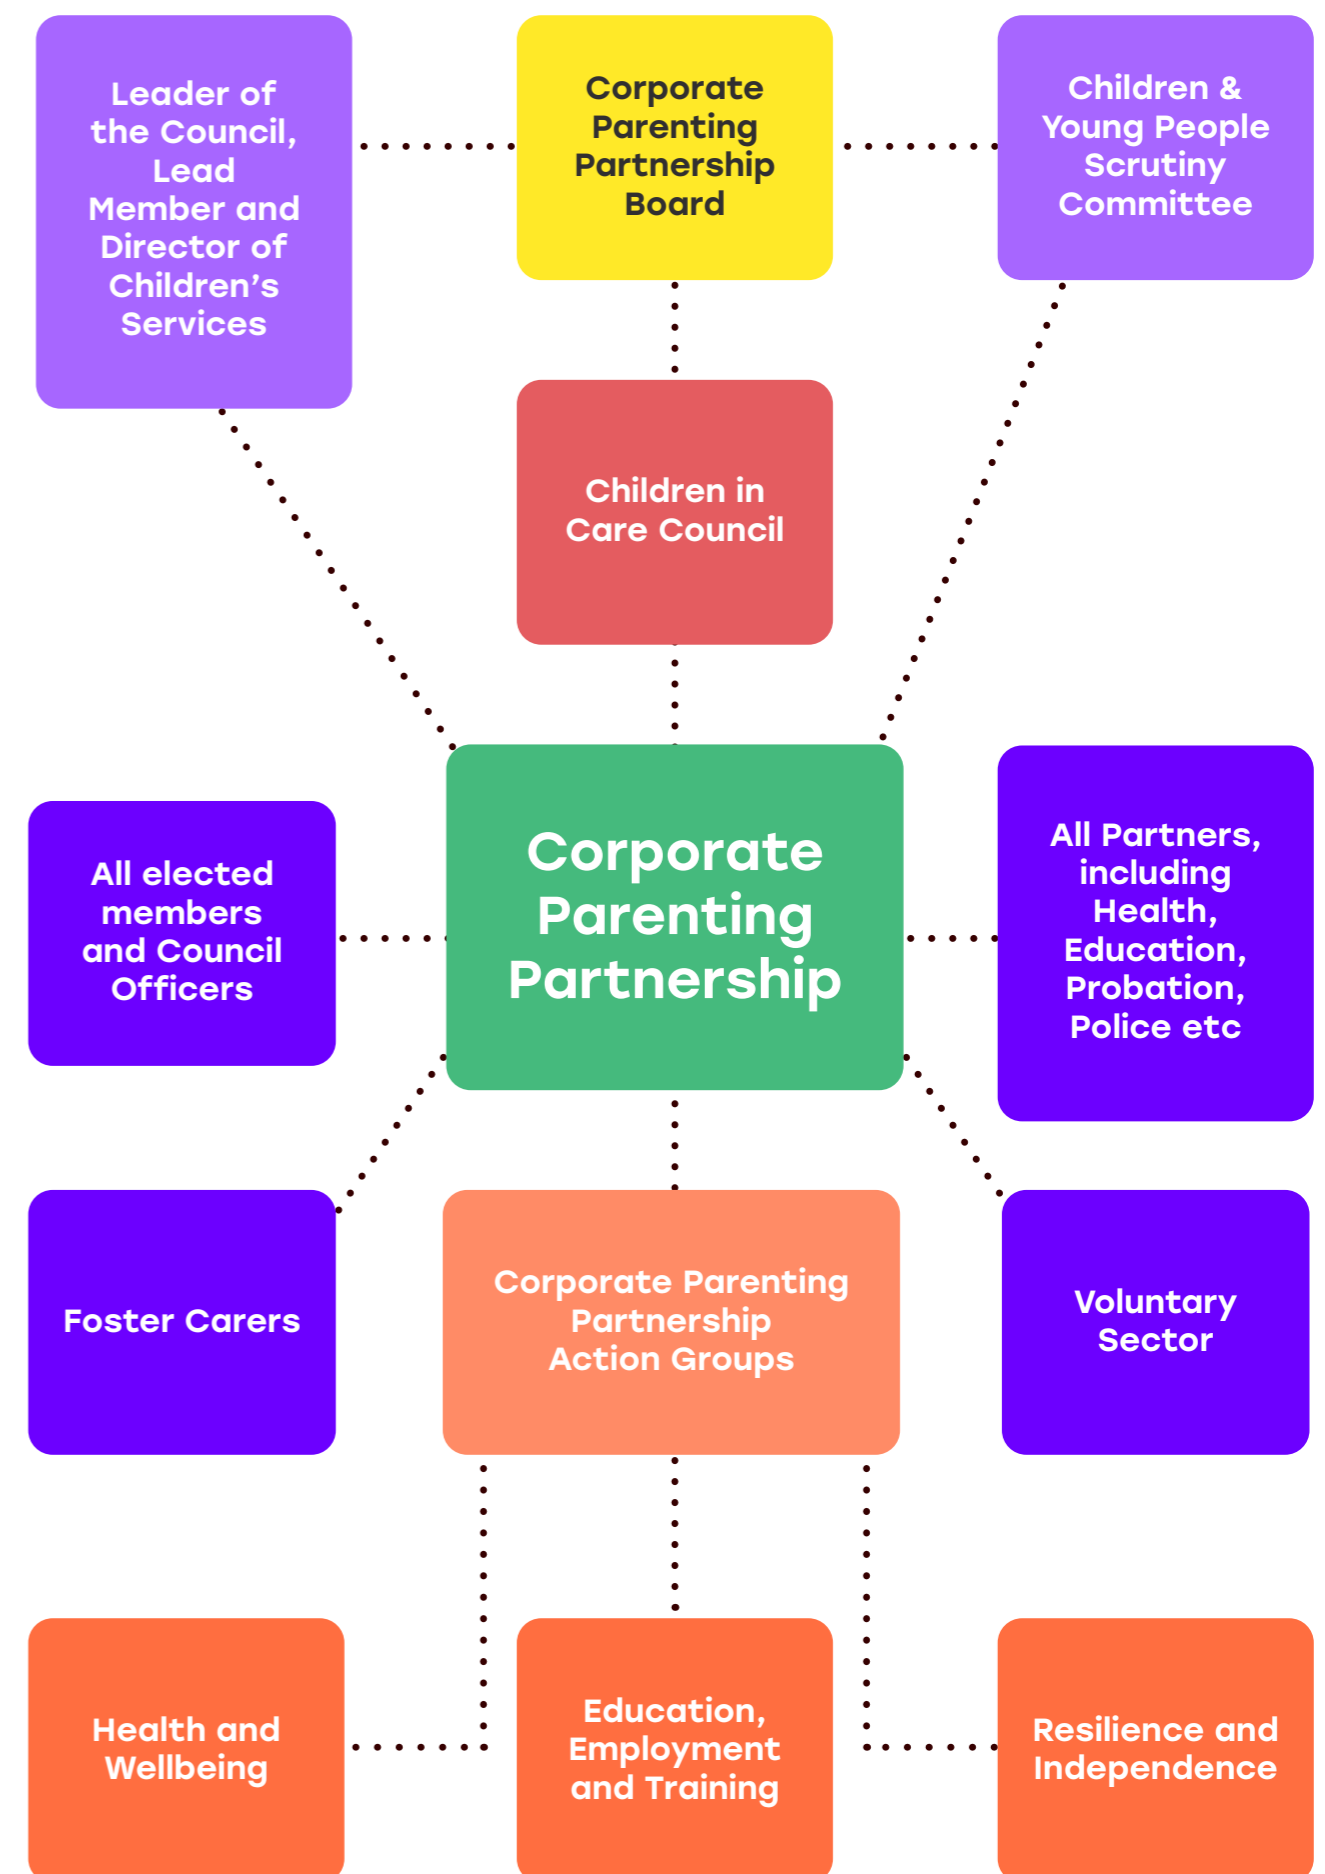 Leader of
the Council,
Lead
Member and
Director of
Children’s
Services
Corporate
Parenting
Partnership
Board
Children &
Young People
Scrutiny
Committee
Children in
Care Council
All elected
members
and Council
Officers
Corporate
Parenting
Partnership
All Partners,
including
Health,
Education,
Probation,
Police etc
Foster Carers
Corporate Parenting
Partnership
Action Groups
Voluntary
Sector
Health and
Wellbeing
Education,
Employment
and Training
Resilience and
Independence